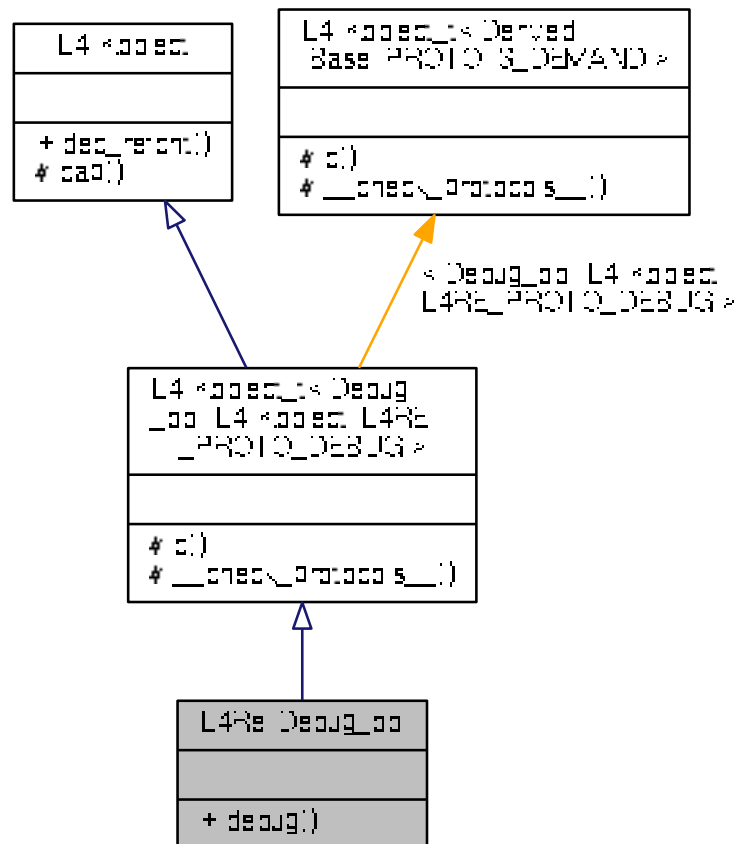 L4::Kobject
+ dec_refcnt()
# cap()
L4::Kobject_t< Derived,
Base, PROTO, S_DEMAND >
# c()
# __check_protocols__()
< Debug_obj, L4::Kobject,
L4RE_PROTO_DEBUG >
L4::Kobject_t< Debug
_obj, L4::Kobject, L4RE
_PROTO_DEBUG >
# c()
# __check_protocols__()
L4Re::Debug_obj
+ debug()